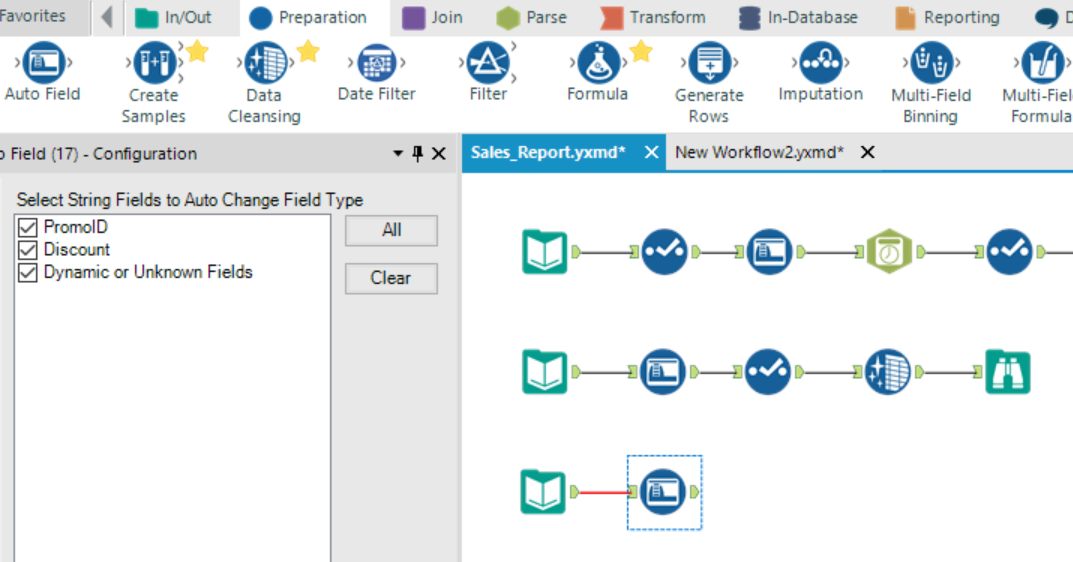 Favorites In/Out Preparation Join Parse Transform In-Database Reporting D
Auto Field
Create Samples
Data Cleansing
Date Filter
Filter
Formula
Generate Rows
Imputation
Multi-Field Binning
Multi-Fiel Formula
o Field (17) - Configuration
Sales_Report.yxmd*
New Workflow2.yxmd*
Select String Fields to Auto Change Field Type
PromoID
Discount
Dynamic or Unknown Fields
All
Clear